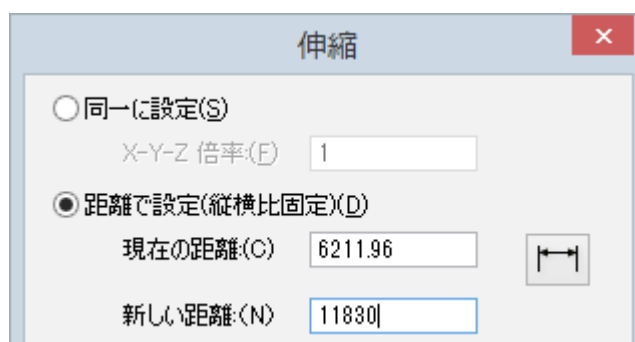 伸縮
同一に設定(S)
X-Y-Z 倍率:(F) 1
距離で設定(縦横比固定)(D)
現在の距離:(C) 6211.96
新しい距離:(N) 11830